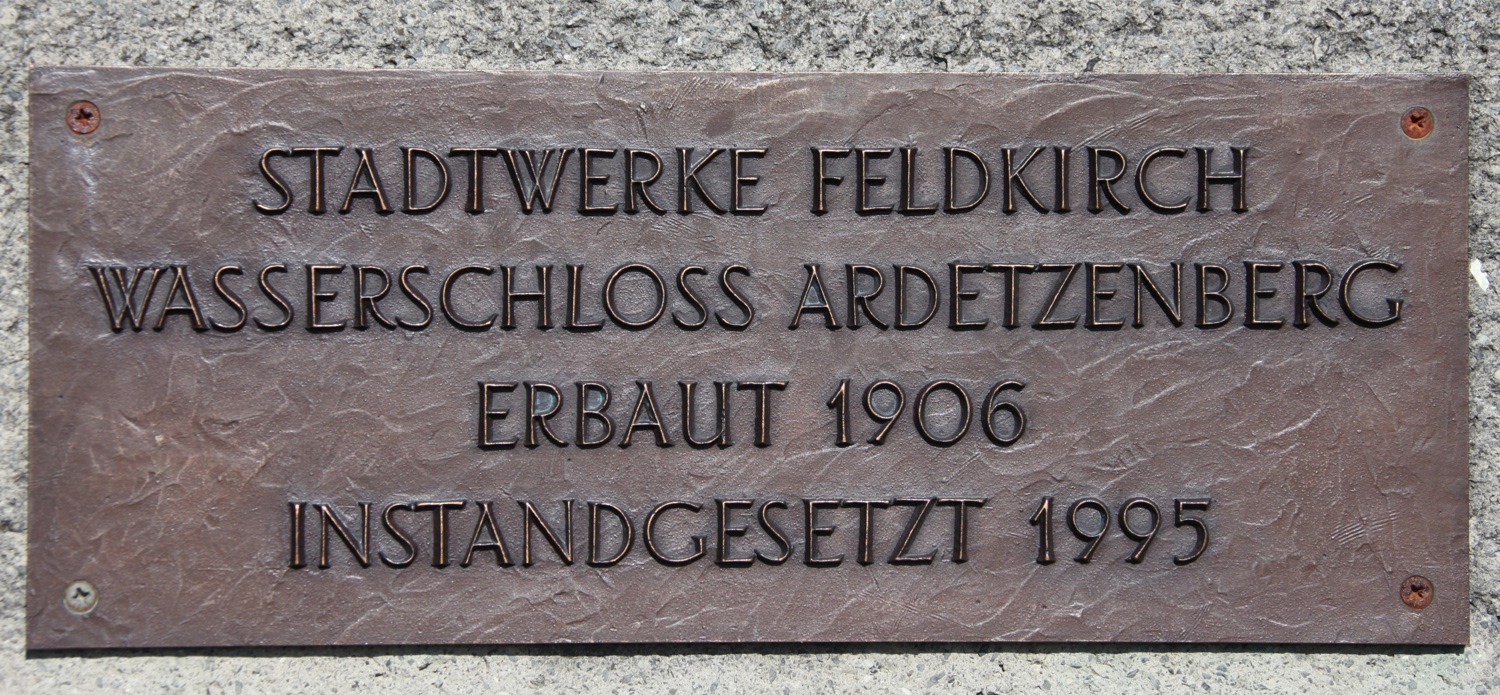 STADTWERKE FELDKIRCH
WASSERSCHLOSS ARDETZENBERG
ERBAUT 1906
INSTANDGESETZT 1995